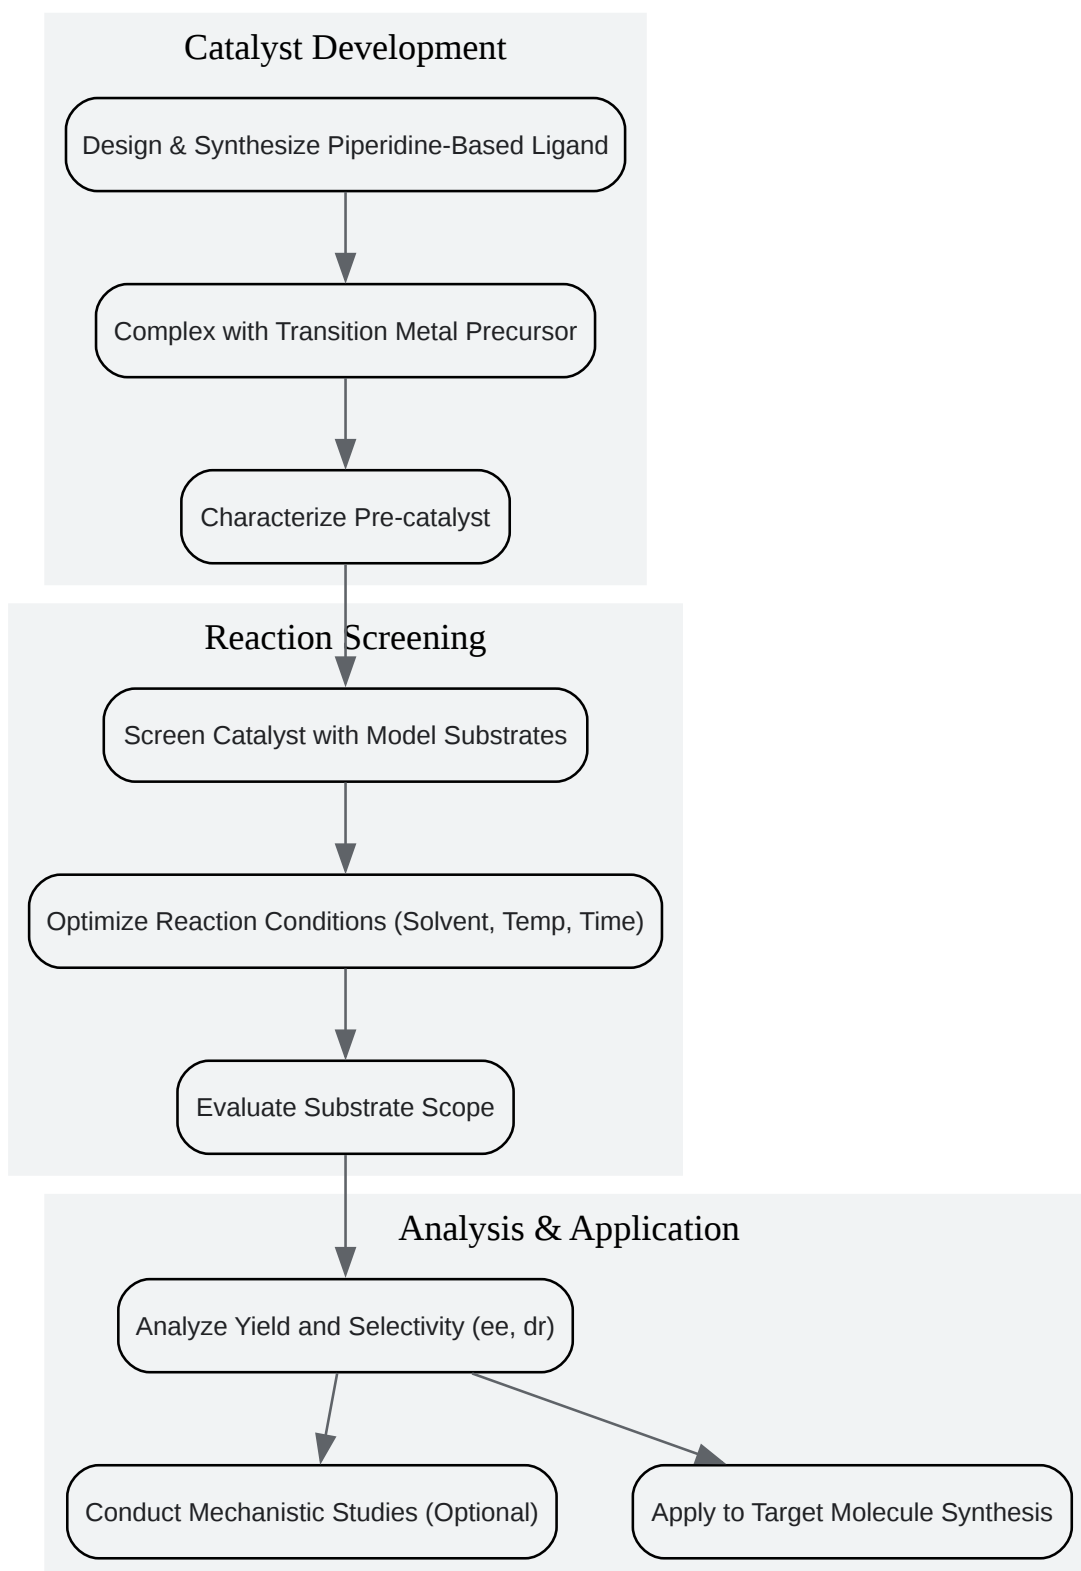 Catalyst Development
Design & Synthesize Piperidine-Based Ligand
Complex with Transition Metal Precursor
Characterize Pre-catalyst
Reaction Screening
Screen Catalyst with Model Substrates
Optimize Reaction Conditions (Solvent, Temp, Time)
Evaluate Substrate Scope
Analysis & Application
Analyze Yield and Selectivity (ee, dr)
Conduct Mechanistic Studies (Optional)
Apply to Target Molecule Synthesis